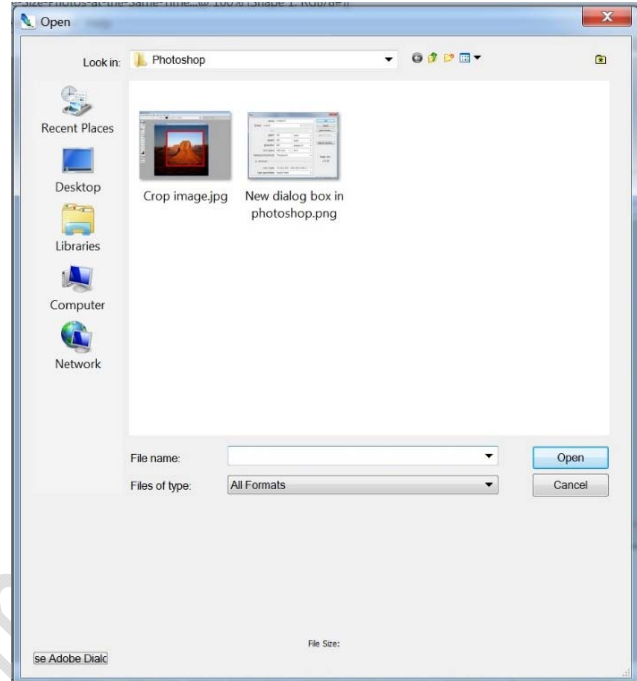 Open
Look in:
Photoshop
Recent Places
Desktop
Libraries
Computer
Network
Crop image.jpg
New dialog box in
photoshop.png
File name:
Open
Files of type:
All Formats
Cancel
File Size:
se Adobe Dialc